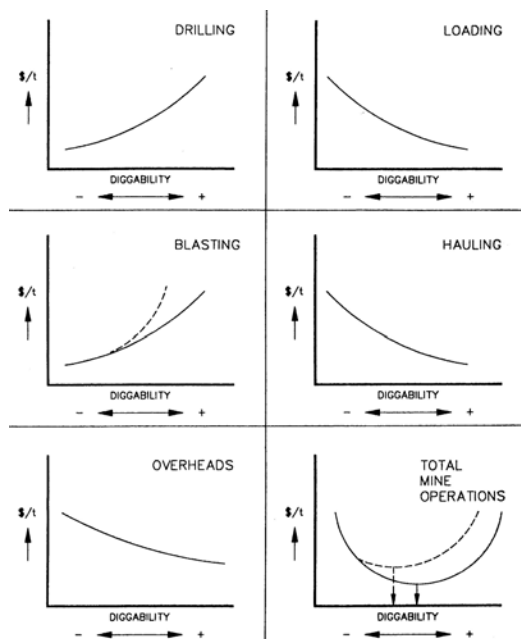 DRILLING
$/t
DIGGABILITY
- +
LOADING
$/t
DIGGABILITY
- +
BLASTING
$/t
DIGGABILITY
- +
HAULING
$/t
DIGGABILITY
- +
OVERHEADS
$/t
DIGGABILITY
- +
TOTAL
MINE
OPERATIONS
$/t
DIGGABILITY
- +